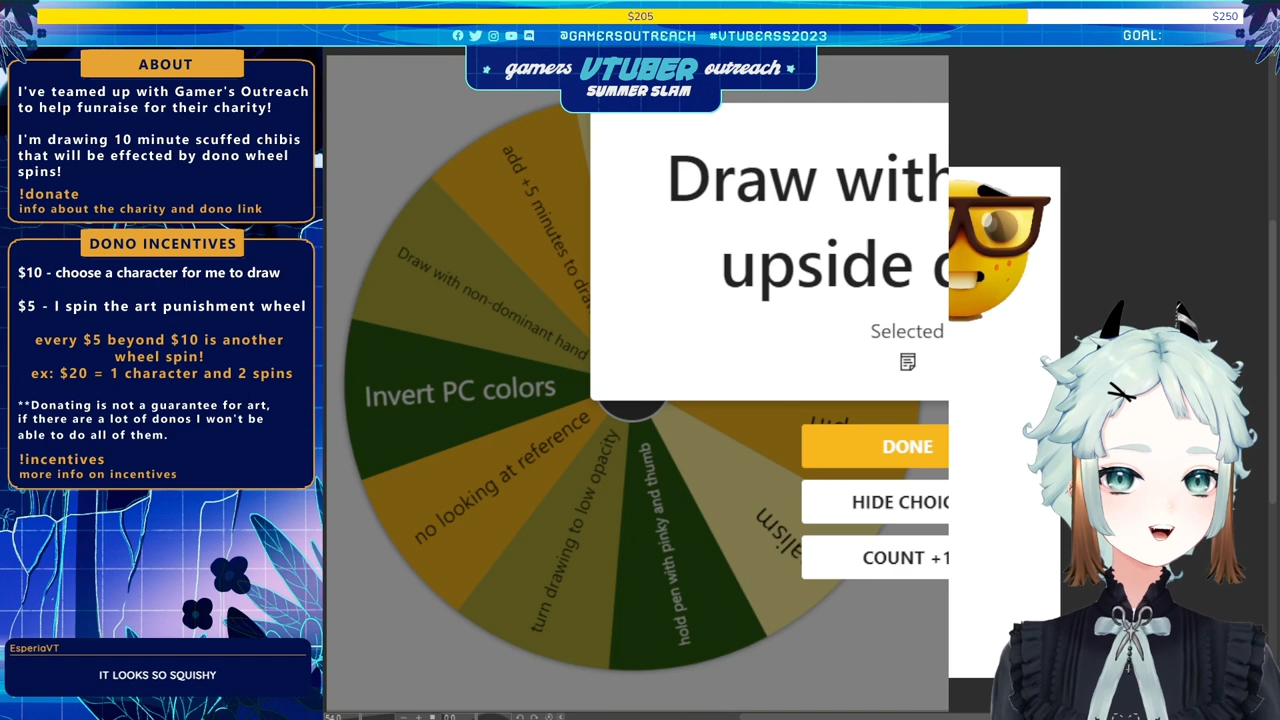 $205
$250
@GAMERSOUTREACH #VTUBERSS2023
GOAL:
gamers VTUBER outreach
SUMMER SLAM
ABOUT
I've teamed up with Gamer's Outreach
to help funraise for their charity!
I'm drawing 10 minute scuffed chibis
that will be effected by dono wheel
spins!
!donate
info about the charity and dono link
DONO INCENTIVES
$10 - choose a character for me to draw
$5 - I spin the art punishment wheel
every $5 beyond $10 is another
wheel spin!
ex: $20 = 1 character and 2 spins
**Donating is not a guarantee for art,
if there are a lot of donos I won't be
able to do all of them.
!incentives
more info on incentives
EsperiaVT
IT LOOKS SO SQUISHY
add +5 minutes to
Draw with non-dominant hand
Invert PC colors
no looking at reference
turn drawing to low opacity
hold pen with pinky and thumb
Draw with
upside
Selected
DONE
HIDE
COUNT +1